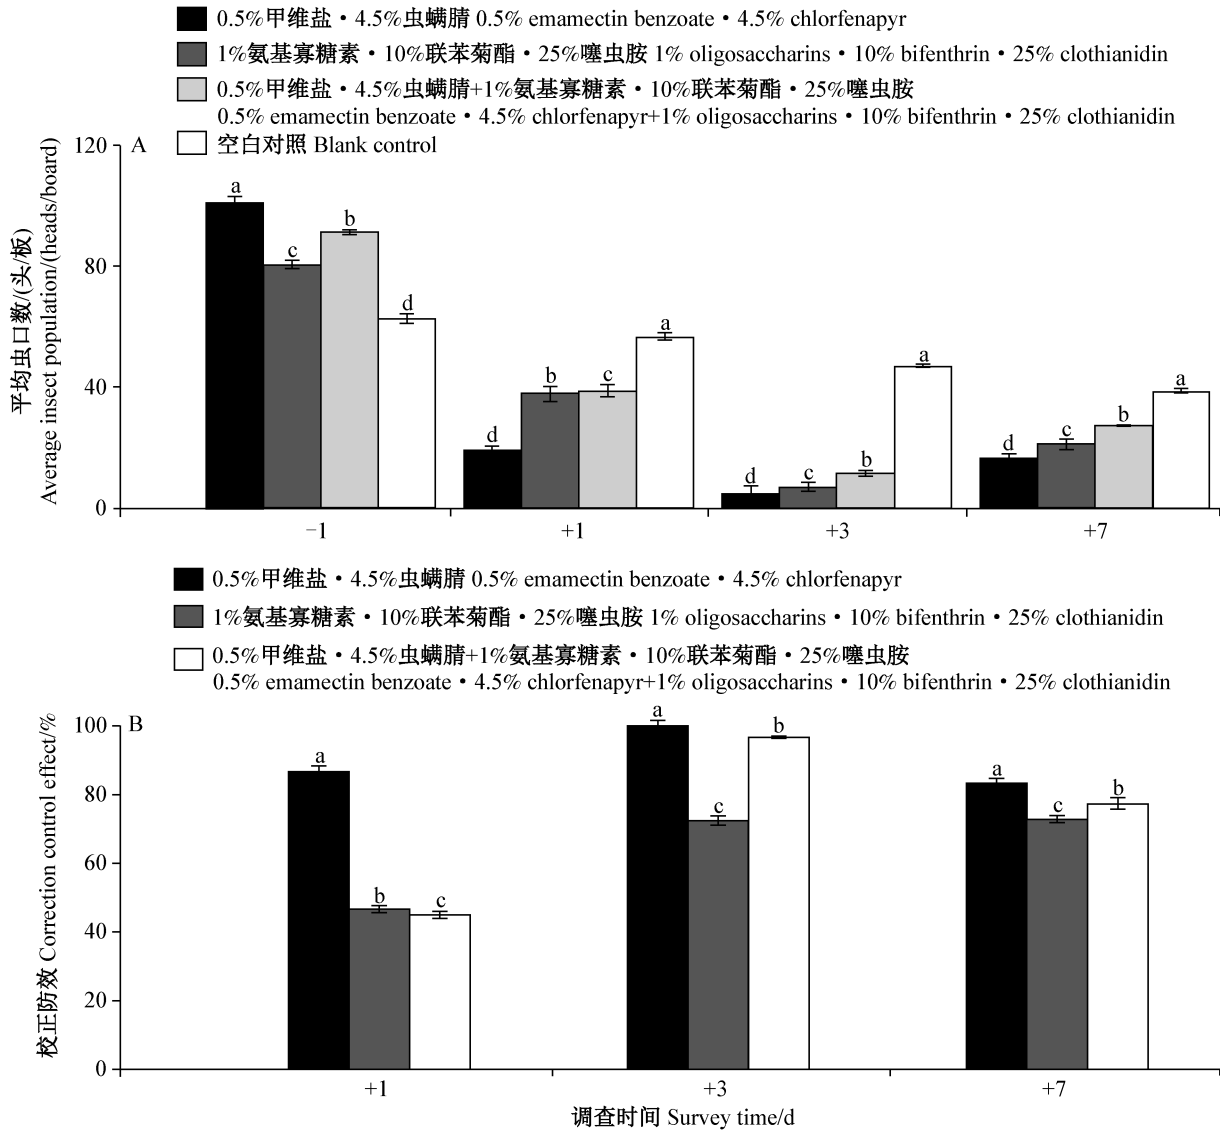 0.5%甲维盐·4.5%虫螨腈 0.5% emamectin benzoate·4.5% chlorfenapyr
1%氨基寡糖素·10%联苯菊酯·25%噻虫胺 1% oligosaccharins·10% bifenthrin·25% clothianidin
0.5%甲维盐·4.5%虫螨腈+1%氨基寡糖素·10%联苯菊酯·25%噻虫胺
0.5% emamectin benzoate·4.5% chlorfenapyr+1% oligosaccharins·10% bifenthrin·25% clothianidin
空白对照 Blank control
A
平均虫口数/(头/板)
Average insect population/(heads/board)
120
80
40
0
a
c
b
d
d
b
c
a
d
c
b
a
d
c
b
a
−1
+1
+3
+7
0.5%甲维盐·4.5%虫螨腈 0.5% emamectin benzoate·4.5% chlorfenapyr
1%氨基寡糖素·10%联苯菊酯·25%噻虫胺 1% oligosaccharins·10% bifenthrin·25% clothianidin
0.5%甲维盐·4.5%虫螨腈+1%氨基寡糖素·10%联苯菊酯·25%噻虫胺
0.5% emamectin benzoate·4.5% chlorfenapyr+1% oligosaccharins·10% bifenthrin·25% clothianidin
B
校正防效 Correction control effect/%
100
80
60
40
20
0
a
b
c
a
c
b
a
c
b
+1
+3
+7
调查时间 Survey time/d